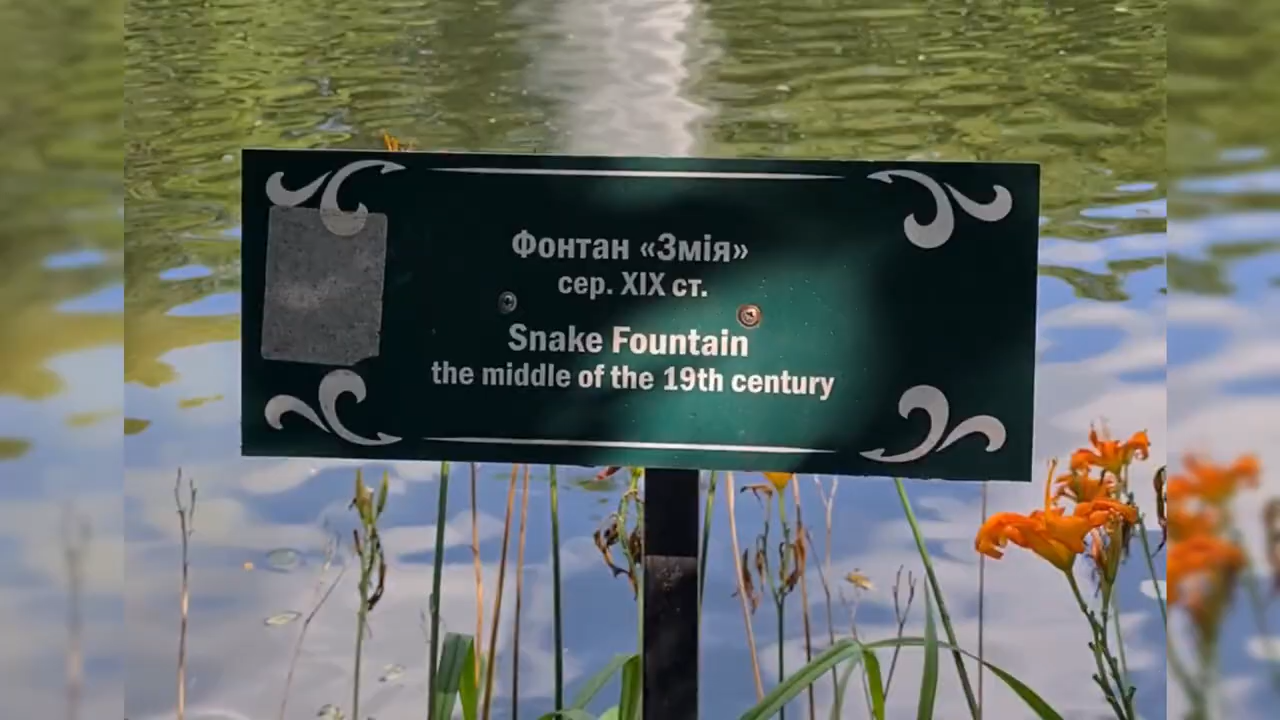 Фонтан «Змія»
сер. XIX ст.
Snake Fountain
the middle of the 19th century